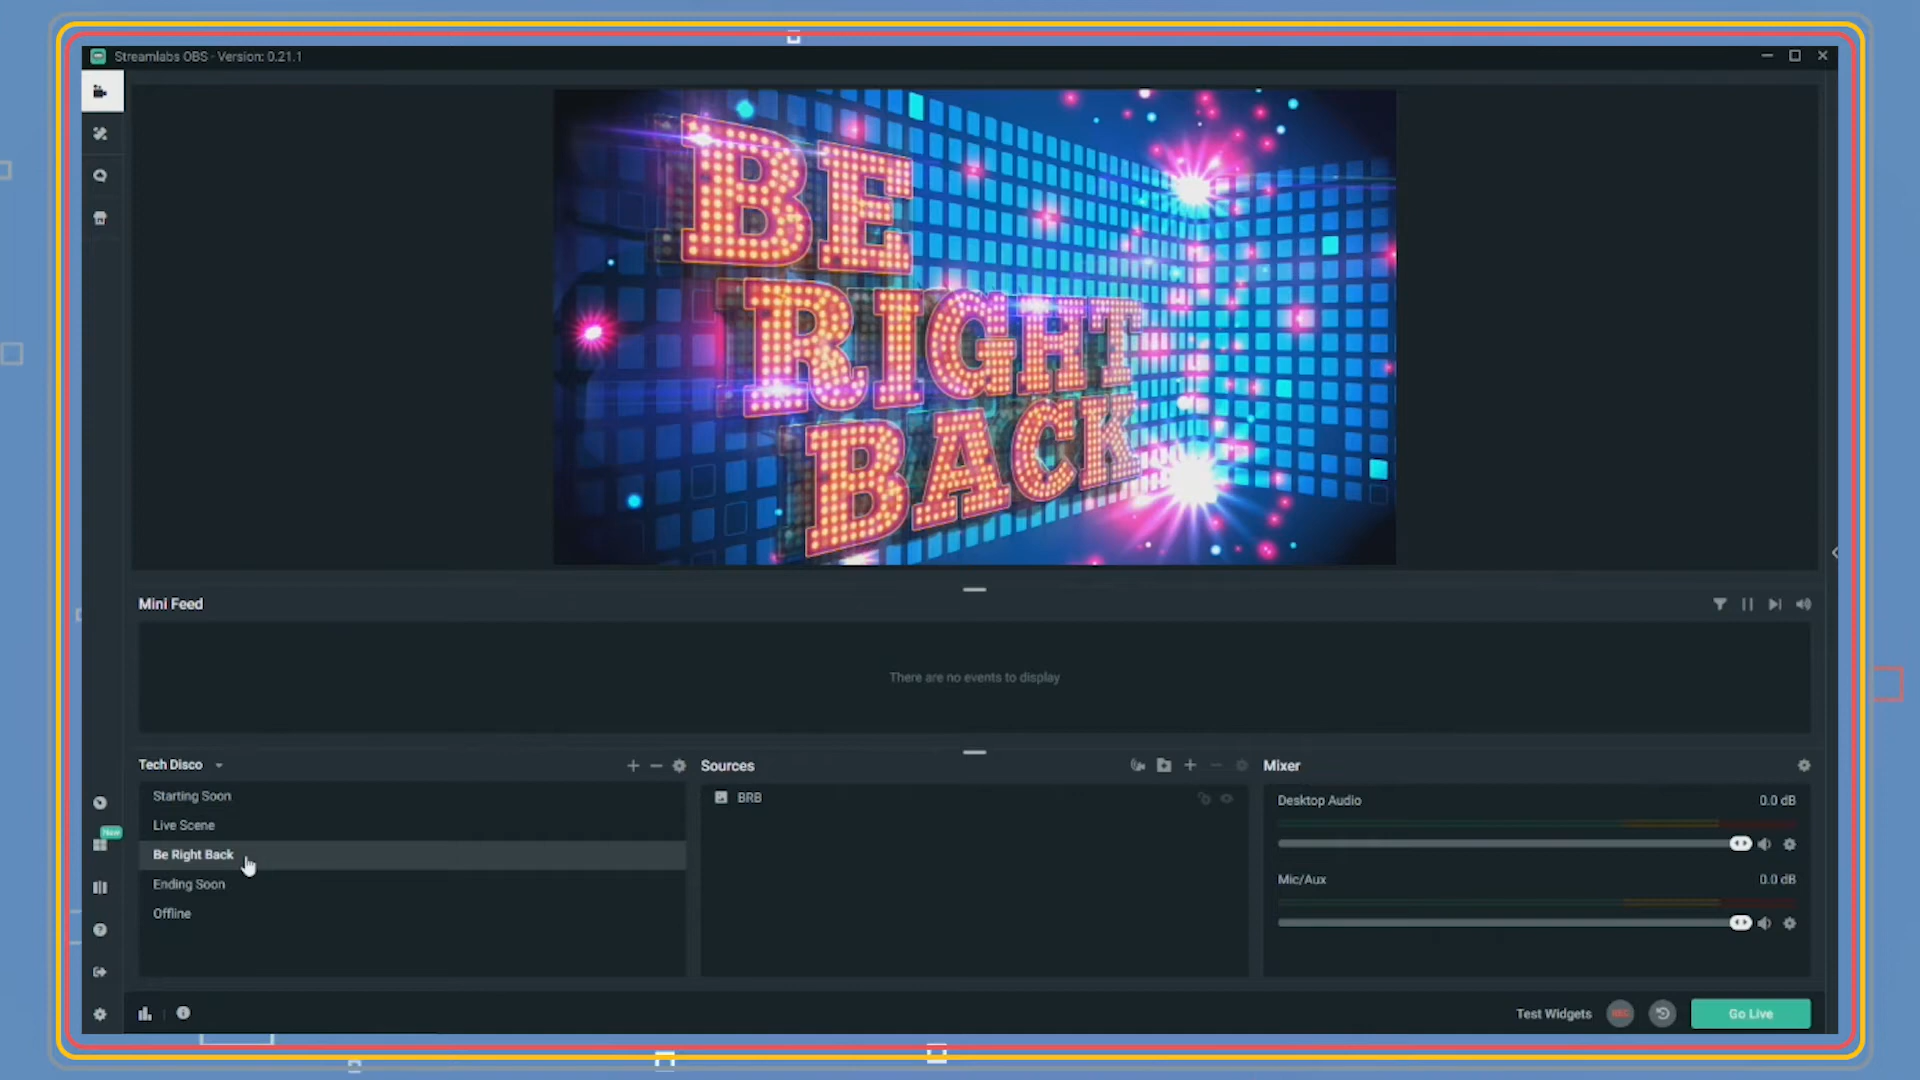 Streamlabs OBS - Version: 0.21.1
BE
RIGHT
BACK
Mini Feed
There are no events to display
Tech Disco
Starting Soon
Live Scene
Be Right Back
Ending Soon
Offline
Sources
BRB
Mixer
Desktop Audio 0.0 dB
Mic/Aux 0.0 dB
New
Test Widgets REC Go Live